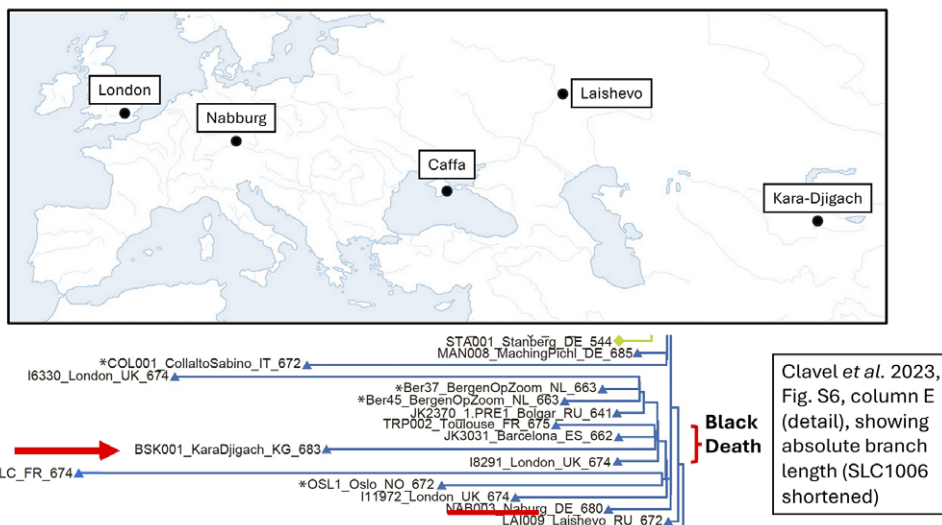 London
Nabburg
Laishevo
Caffa
Kara-Djigach
STA001_Stanberg_DE_544
MAN008_MachingPichl_DE_685
*COL001_CollaltoSabino_IT_672
I6330_London_UK_674
*Ber37_BergenOpZoom_NL_663
*Ber45_BergenOpZoom_NL_663
JK2370_1.PRE1_Bolgar_RU_641
TRP002_Toulouse_FR_675
JK3031_Barcelona_ES_662
BSK001_KaraDjigach_KG_683
I8291_London_UK_674
LC_FR_674
*OSL1_Oslo_NO_672
I11972_London_UK_674
NAB003_Naburg_DE_680
LAI009_Laishevo_RU_672
Black
Death
Clavel et al. 2023,
Fig. S6, column E
(detail), showing
absolute branch
length (SLC1006
shortened)